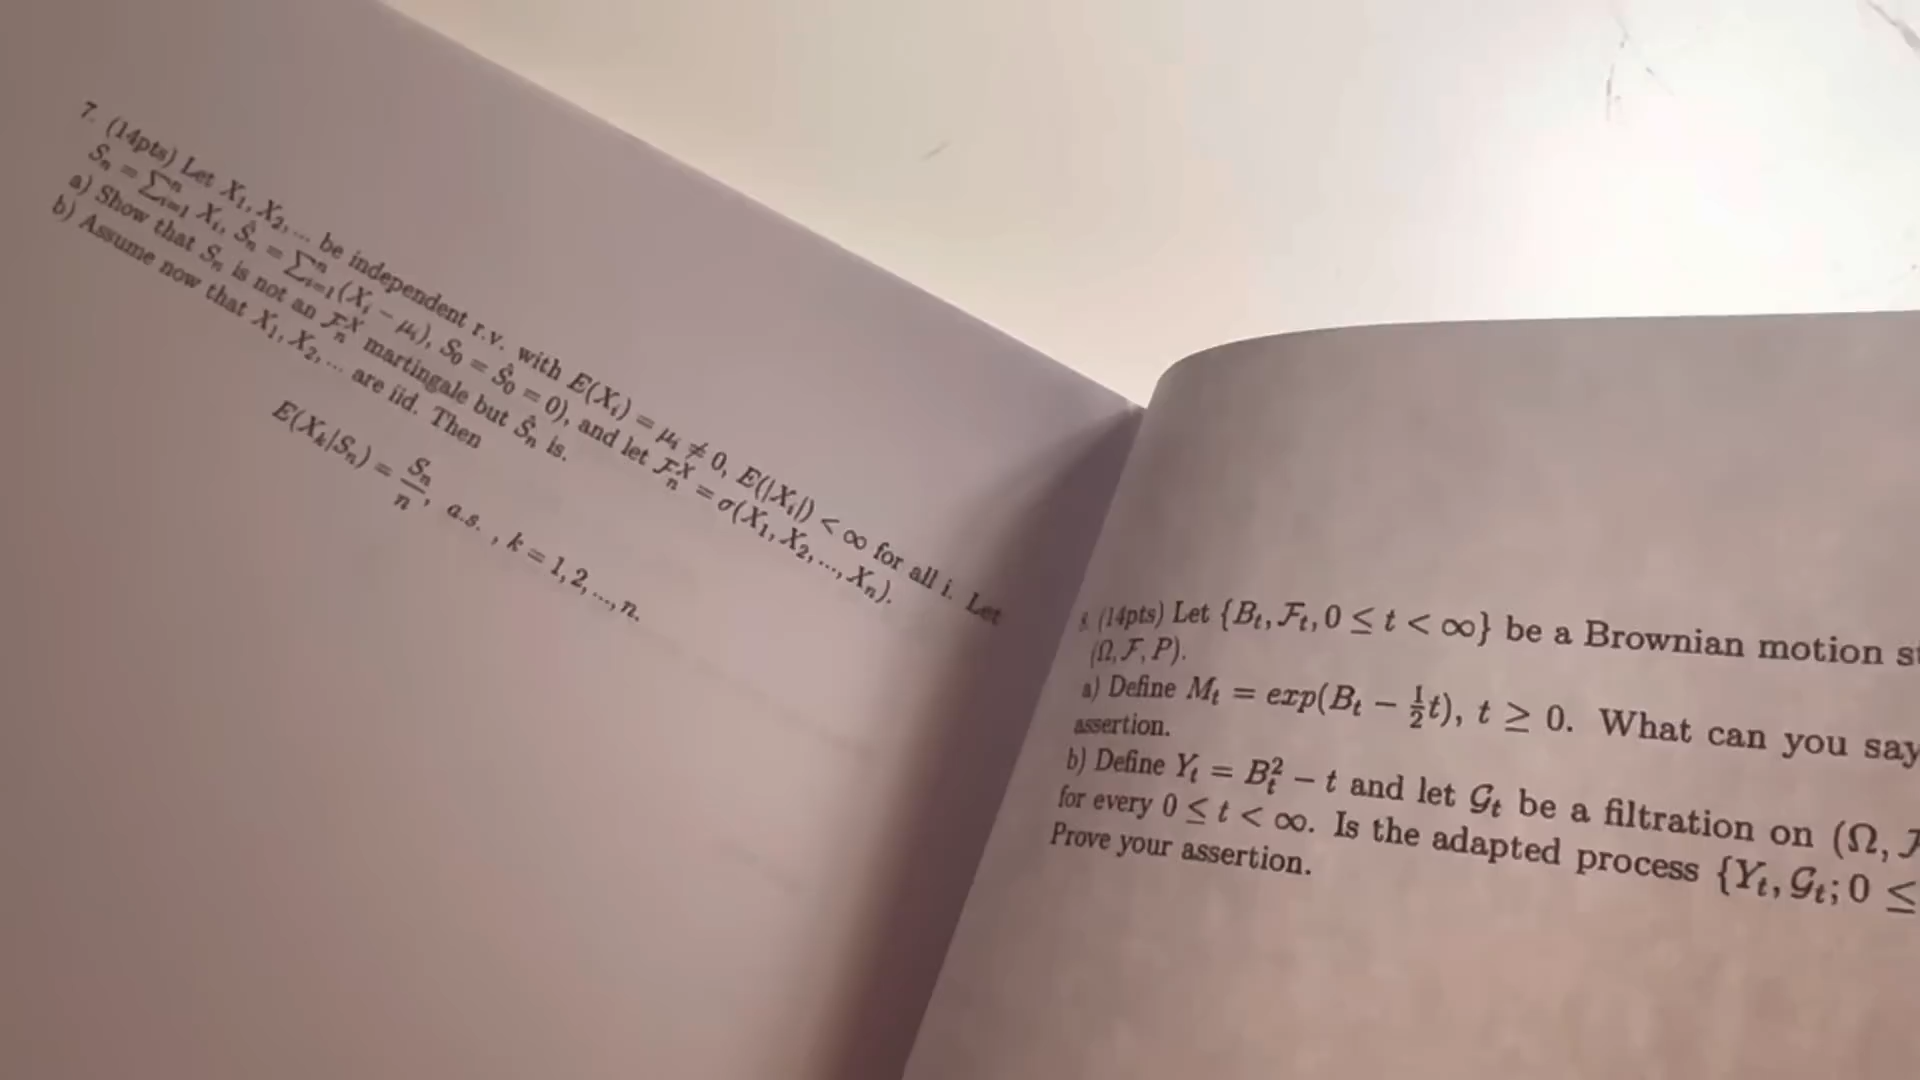 7. (14pts) Let X₁, X₂, ... be independent r.v. with E(Xᵢ) = μᵢ ≠ 0, E(|Xᵢ|) < ∞ for all i. Let
Sₙ = ∑ⁿᵢ₌₁ Xᵢ, Ŝₙ = ∑ⁿᵢ₌₁(Xᵢ − μᵢ), S₀ = Ŝ₀ = 0), and let ℱₙˣ = σ(X₁, X₂, ..., Xₙ).
a) Show that Sₙ is not an ℱₙˣ martingale but Ŝₙ is.
b) Assume now that X₁, X₂, ... are iid. Then
E(Xₖ|Sₙ) = Sₙ/n, a.s. , k = 1, 2, ..., n.
8. (14pts) Let {Bₜ, ℱₜ, 0 ≤ t < ∞} be a Brownian motion
(Ω, ℱ, P).
a) Define Mₜ = exp(Bₜ − ½t), t ≥ 0. What can you say
assertion.
b) Define Yₜ = Bₜ² − t and let 𝒢ₜ be a filtration on (Ω,
for every 0 ≤ t < ∞. Is the adapted process {Yₜ, 𝒢ₜ; 0 ≤
Prove your assertion.